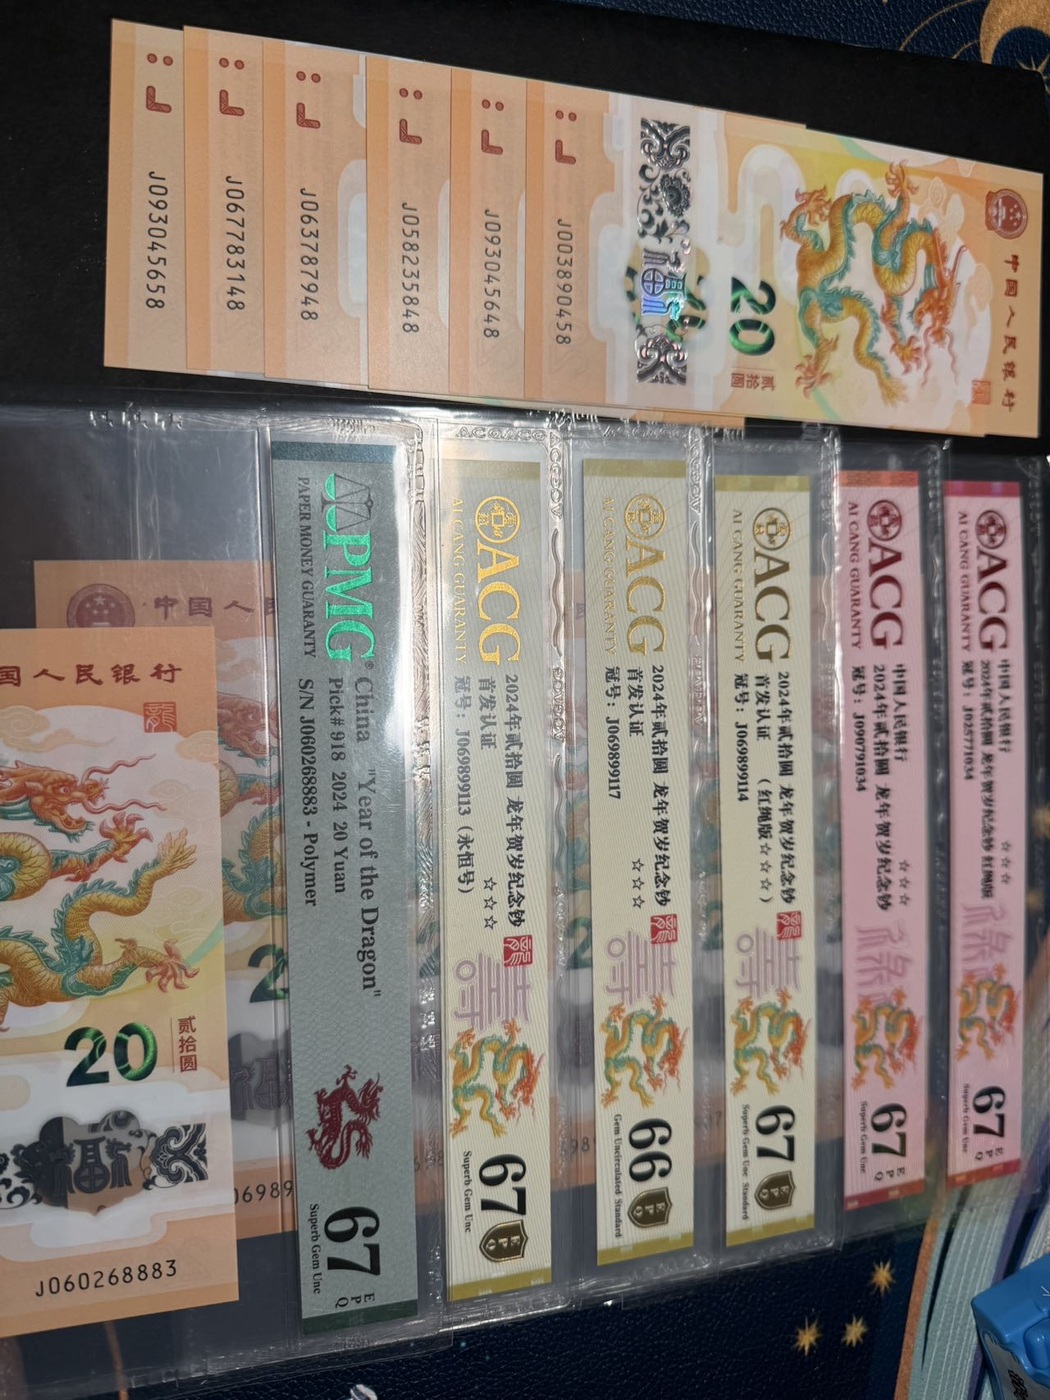 J093045658
J067783148
J063787948
J058235848
J093045648
J003890458
20
贰拾圆
中国人民银行
PMG®
PAPER MONEY GUARANTY
China "Year of the Dragon"
Pick# 918 2024 20 Yuan
S/N J060268883 - Polymer
67 EPQ
Superb Gem Unc
国人民银行
20
贰拾圆
J060268883
中国人民
ACG
AI CANG GUARANTY
2024年贰拾圆 龙年贺岁纪念钞
首发认证 ☆☆☆
冠号：J069899113（永恒号）
67 EPQ
Superb Gem Unc
ACG
AI CANG GUARANTY
2024年贰拾圆 龙年贺岁纪念钞
首发认证 ☆☆☆
冠号：J069899117
66 EPQ
Gem Uncirculated Standard
ACG
AI CANG GUARANTY
2024年贰拾圆 龙年贺岁纪念钞
首发认证 （红绳版☆☆☆）
冠号：J069899114
67 EPQ
Superb Gem Unc Standard
ACG
AI CANG GUARANTY
中国人民银行
2024年贰拾圆 龙年贺岁纪念钞
冠号：J099791034 ☆☆☆
67 EPQ
Superb Gem Unc
ACG
AI CANG GUARANTY
中国人民银行
2024年贰拾圆 龙年贺岁纪念钞 红绳版
冠号：J025771034 ☆☆☆
67 EPQ
Superb Gem Unc